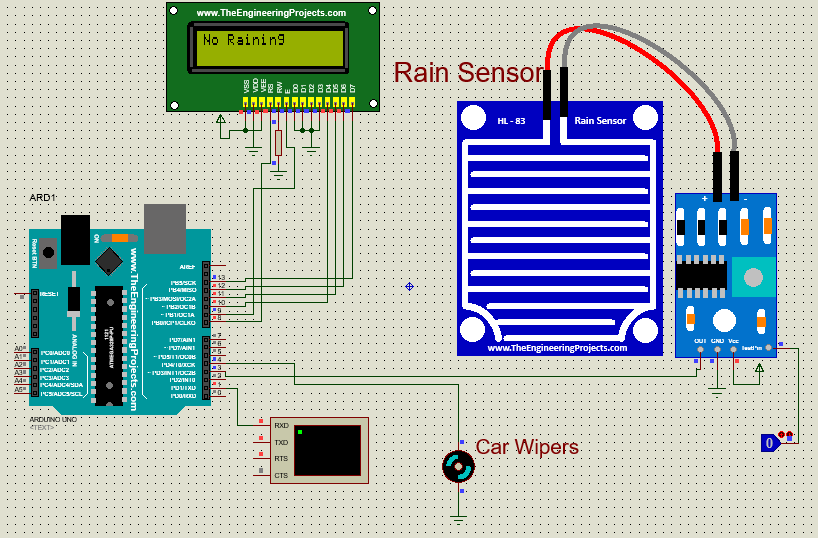 www.TheEngineeringProjects.com
No Raining
VSS
VDD
VEE
RS
RW
E
D0
D1
D2
D3
D4
D5
D6
D7
Rain Sensor
HL - 83
Rain Sensor
www.TheEngineeringProjects.com
+ -
OUT
GND
Vcc
TestPin
0
ARD1
Reset BTN
ON
www.TheEngineeringProjects.com
RESET
ANALOG IN
A0
A1
A2
A3
A4
A5
PC0/ADC0
PC1/ADC1
PC2/ADC2
PC3/ADC3
PC4/ADC4/SDA
PC5/ADC5/SCL
AREF
13
12
11
10
9
8
PB5/SCK
PB4/MISO
~ PB3/MOSI/OC2A
~ PB2/OC1B
~ PB1/OC1A
PB0/ICP1/CLKO
7
6
5
4
3
2
1
0
PD7/AIN1
PD4/T0/XCK
~ PD3/INT1/OC2B
PD2/INT0
PD1/TXD
PD0/RXD
ARDUINO UNO
<TEXT>
RXD
TXD
RTS
CTS
Car Wipers